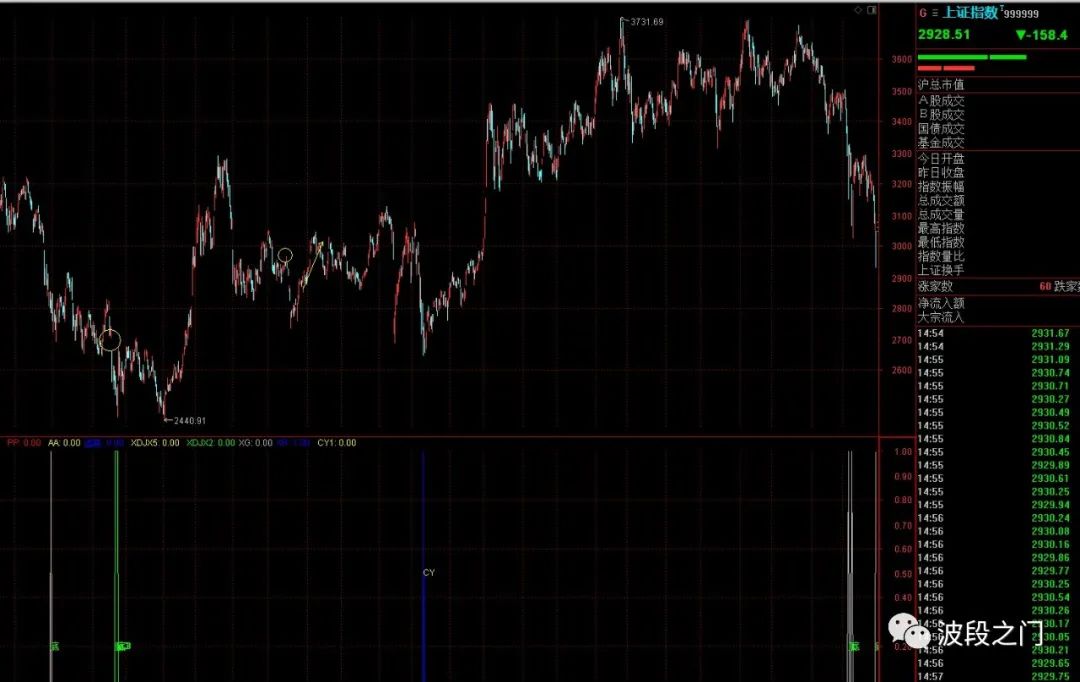 3731.69
3600
3500
3400
3300
3200
3100
3000
2900
2800
2700
2600
←2440.91
PP: 0.00 AA: 0.00 XDJX5: 0.00 XDJX2: 0.00 XG: 0.00 CY1: 0.00
1.00
0.90
0.80
0.70
0.60
0.50
0.40
0.20
CY
G 上证指数 999999
2928.51 ▼-158.4
沪总市值
A股成交
B股成交
国债成交
基金成交
今日开盘
昨日收盘
指数振幅
总成交额
总成交量
最高指数
最低指数
指数量比
上证换手
涨家数 60 跌家数
净流入额
大宗流入
14:54 2931.67
14:54 2931.29
14:55 2931.09
14:55 2930.74
14:55 2930.71
14:55 2930.27
14:55 2930.49
14:55 2930.52
14:55 2930.84
14:55 2930.45
14:55 2929.89
14:55 2930.61
14:55 2930.25
14:55 2929.94
14:56 2930.24
14:56 2930.08
14:56 2930.16
14:56 2929.86
14:56 2929.77
14:56 2930.25
14:56 2930.54
14:56 2930.26
14:56 2930.17
2930.05
14:56 2930.21
14:56 2929.65
14:57 2929.75
波段之门